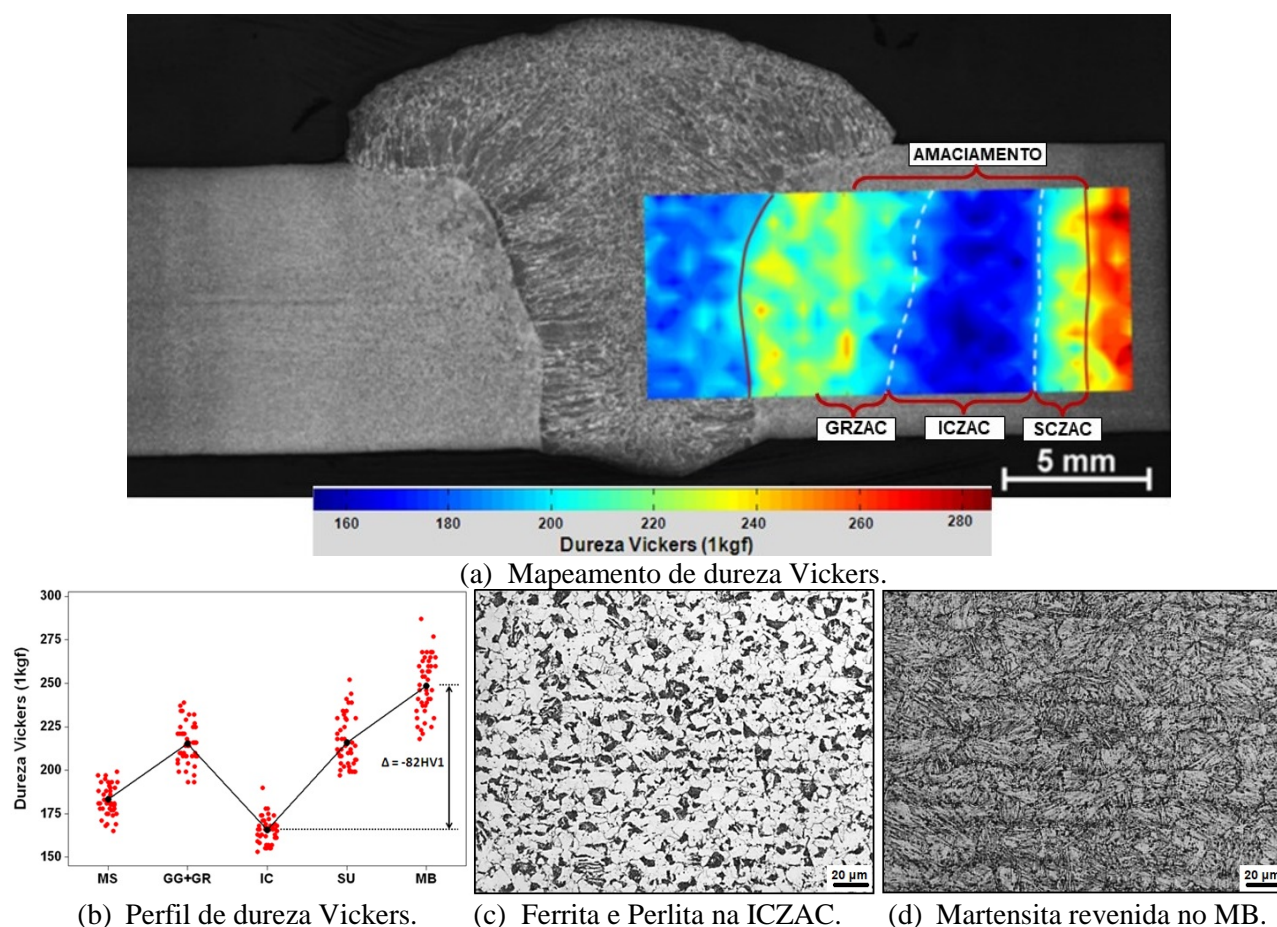 AMACIAMENTO
GRZAC ICZAC SCZAC
5 mm
160 180 200 220 240 260 280
Dureza Vickers (1kgf)
(a) Mapeamento de dureza Vickers.
300
275
250
225
200
175
150
Dureza Vickers (1kgf)
Δ = -82HV1
MS GG+GR IC SU MB
20 µm
20 µm
(b) Perfil de dureza Vickers.
(c) Ferrita e Perlita na ICZAC.
(d) Martensita revenida no MB.